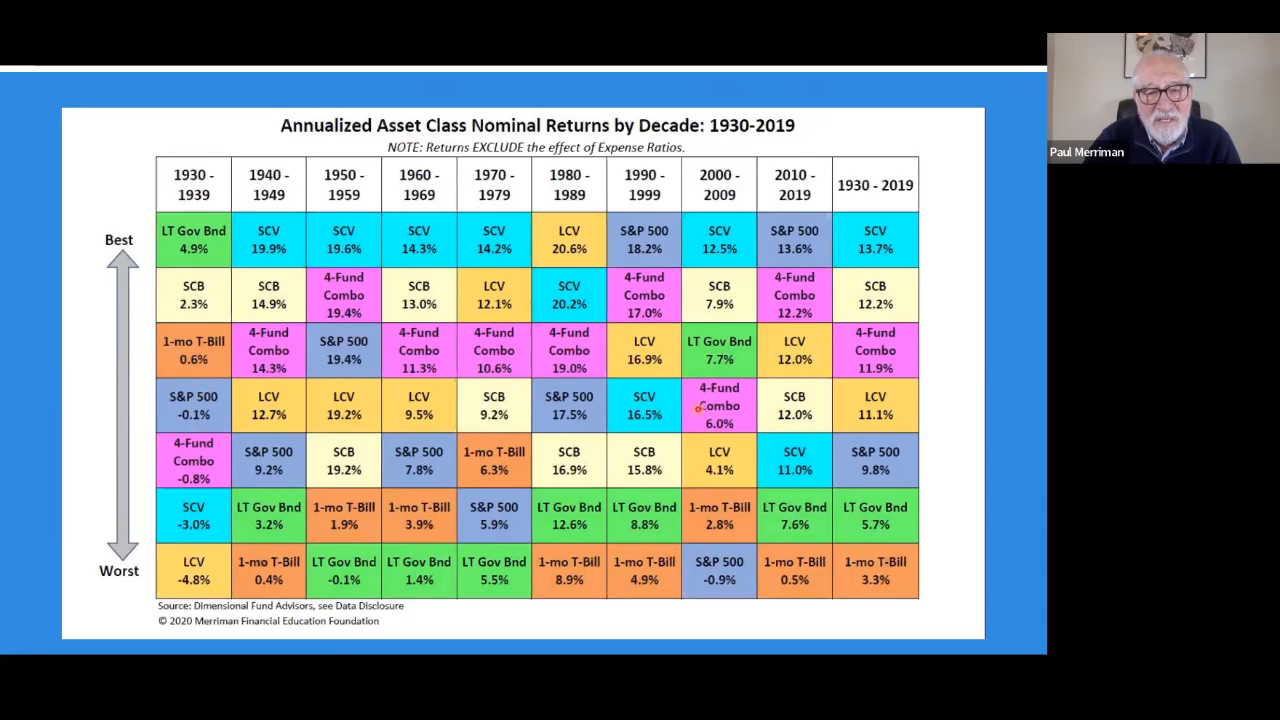 Annualized Asset Class Nominal Returns by Decade: 1930-2019
NOTE: Returns EXCLUDE the effect of Expense Ratios.
1930 - 1939
1940 - 1949
1950 - 1959
1960 - 1969
1970 - 1979
1980 - 1989
1990 - 1999
2000 - 2009
2010 - 2019
1930 - 2019
Best
LT Gov Bnd 4.9%
SCV 19.9%
SCV 19.6%
SCV 14.3%
SCV 14.2%
LCV 20.6%
S&P 500 18.2%
SCV 12.5%
S&P 500 13.6%
SCV 13.7%
SCB 2.3%
SCB 14.9%
4-Fund Combo 19.4%
SCB 13.0%
LCV 12.1%
SCV 20.2%
4-Fund Combo 17.0%
SCB 7.9%
4-Fund Combo 12.2%
SCB 12.2%
1-mo T-Bill 0.6%
4-Fund Combo 14.3%
S&P 500 19.4%
4-Fund Combo 11.3%
4-Fund Combo 10.6%
4-Fund Combo 19.0%
LCV 16.9%
LT Gov Bnd 7.7%
LCV 12.0%
4-Fund Combo 11.9%
S&P 500 -0.1%
LCV 12.7%
LCV 19.2%
LCV 9.5%
SCB 9.2%
S&P 500 17.5%
SCV 16.5%
4-Fund Combo 6.0%
SCB 12.0%
LCV 11.1%
4-Fund Combo -0.8%
S&P 500 9.2%
SCB 19.2%
S&P 500 7.8%
1-mo T-Bill 6.3%
SCB 16.9%
SCB 15.8%
LCV 4.1%
SCV 11.0%
S&P 500 9.8%
SCV -3.0%
LT Gov Bnd 3.2%
1-mo T-Bill 1.9%
1-mo T-Bill 3.9%
S&P 500 5.9%
LT Gov Bnd 12.6%
LT Gov Bnd 8.8%
1-mo T-Bill 2.8%
LT Gov Bnd 7.6%
LT Gov Bnd 5.7%
Worst
LCV -4.8%
1-mo T-Bill 0.4%
LT Gov Bnd -0.1%
LT Gov Bnd 1.4%
LT Gov Bnd 5.5%
1-mo T-Bill 8.9%
1-mo T-Bill 4.9%
S&P 500 -0.9%
1-mo T-Bill 0.5%
1-mo T-Bill 3.3%
Source: Dimensional Fund Advisors, see Data Disclosure
© 2020 Merriman Financial Education Foundation
Paul Merriman